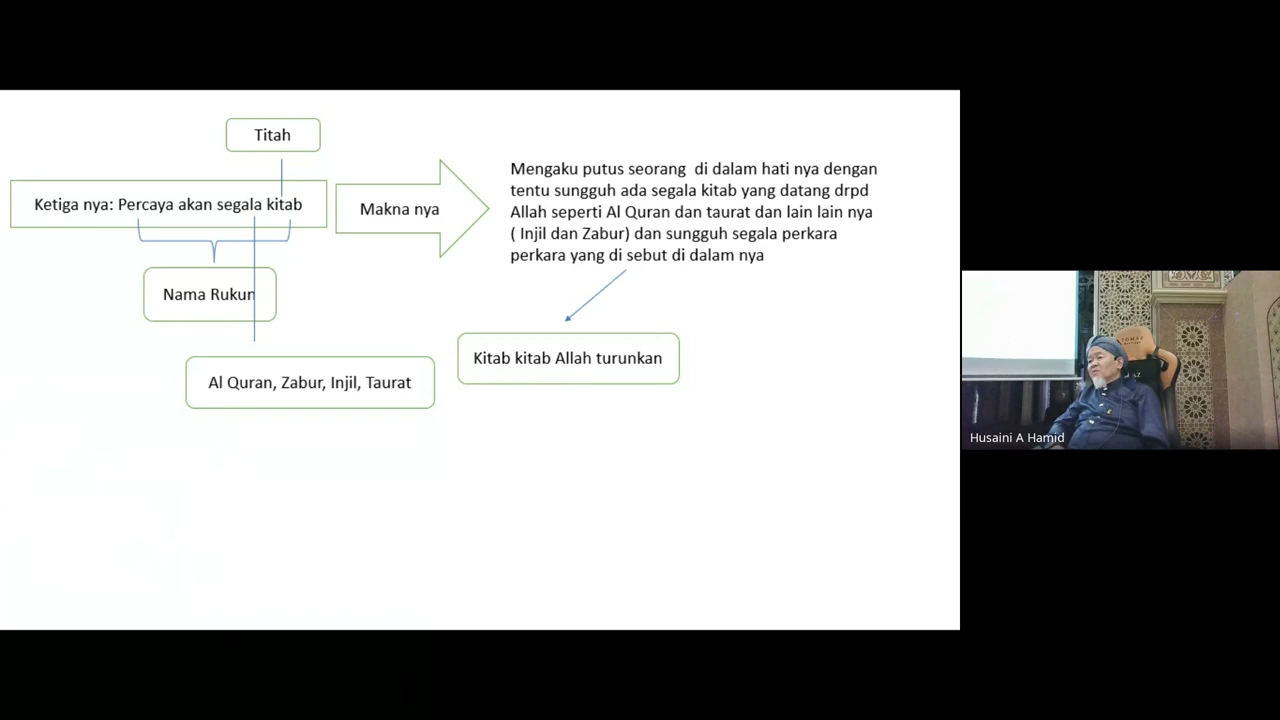 Titah
Ketiga nya: Percaya akan segala kitab
Makna nya
Mengaku putus seorang di dalam hati nya dengan
tentu sungguh ada segala kitab yang datang drpd
Allah seperti Al Quran dan taurat dan lain lain nya
( Injil dan Zabur) dan sungguh segala perkara
perkara yang di sebut di dalam nya
Nama Rukun
Kitab kitab Allah turunkan
Al Quran, Zabur, Injil, Taurat
Husaini A Hamid